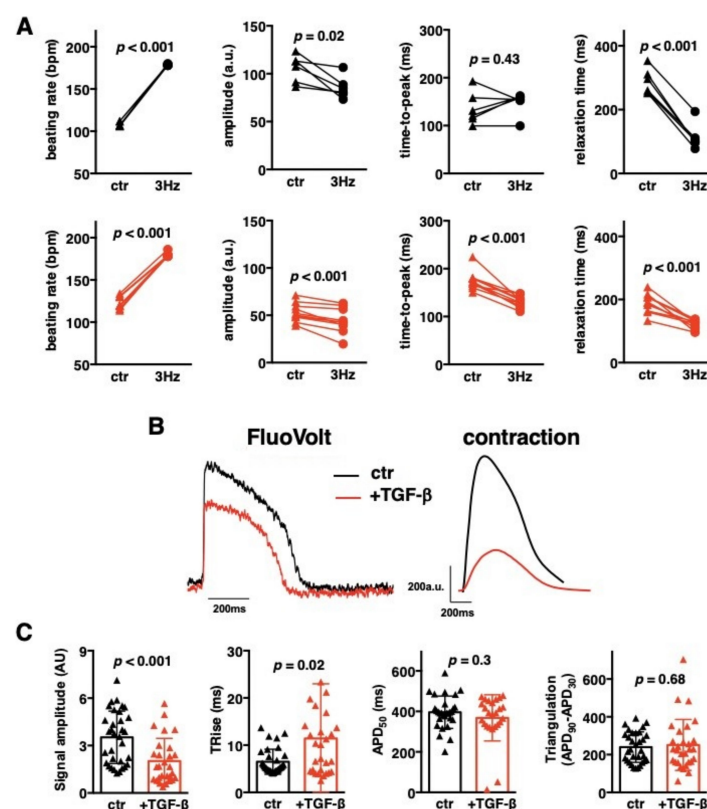 A
beating rate (bpm)
200
150
100
50
p < 0.001
ctr
3Hz
amplitude (a.u.)
150
100
50
0
p = 0.02
ctr
3Hz
time-to-peak (ms)
300
200
100
0
p = 0.43
ctr
3Hz
relaxation time (ms)
400
200
0
p < 0.001
ctr
3Hz
beating rate (bpm)
200
150
100
50
p < 0.001
ctr
3Hz
amplitude (a.u.)
150
100
50
0
p < 0.001
ctr
3Hz
time-to-peak (ms)
300
200
100
0
p < 0.001
ctr
3Hz
relaxation time (ms)
400
200
0
p < 0.001
ctr
3Hz
B
FluoVolt
contraction
ctr
+TGF-β
200ms
200a.u.
200ms
C
Signal amplitude (AU)
9
6
3
0
p < 0.001
ctr
+TGF-β
TRise (ms)
30
20
10
0
p = 0.02
ctr
+TGF-β
APD50 (ms)
600
400
200
0
p = 0.3
ctr
+TGF-β
Triangulation
(APD90-APD30)
600
400
200
0
p = 0.68
ctr
+TGF-β